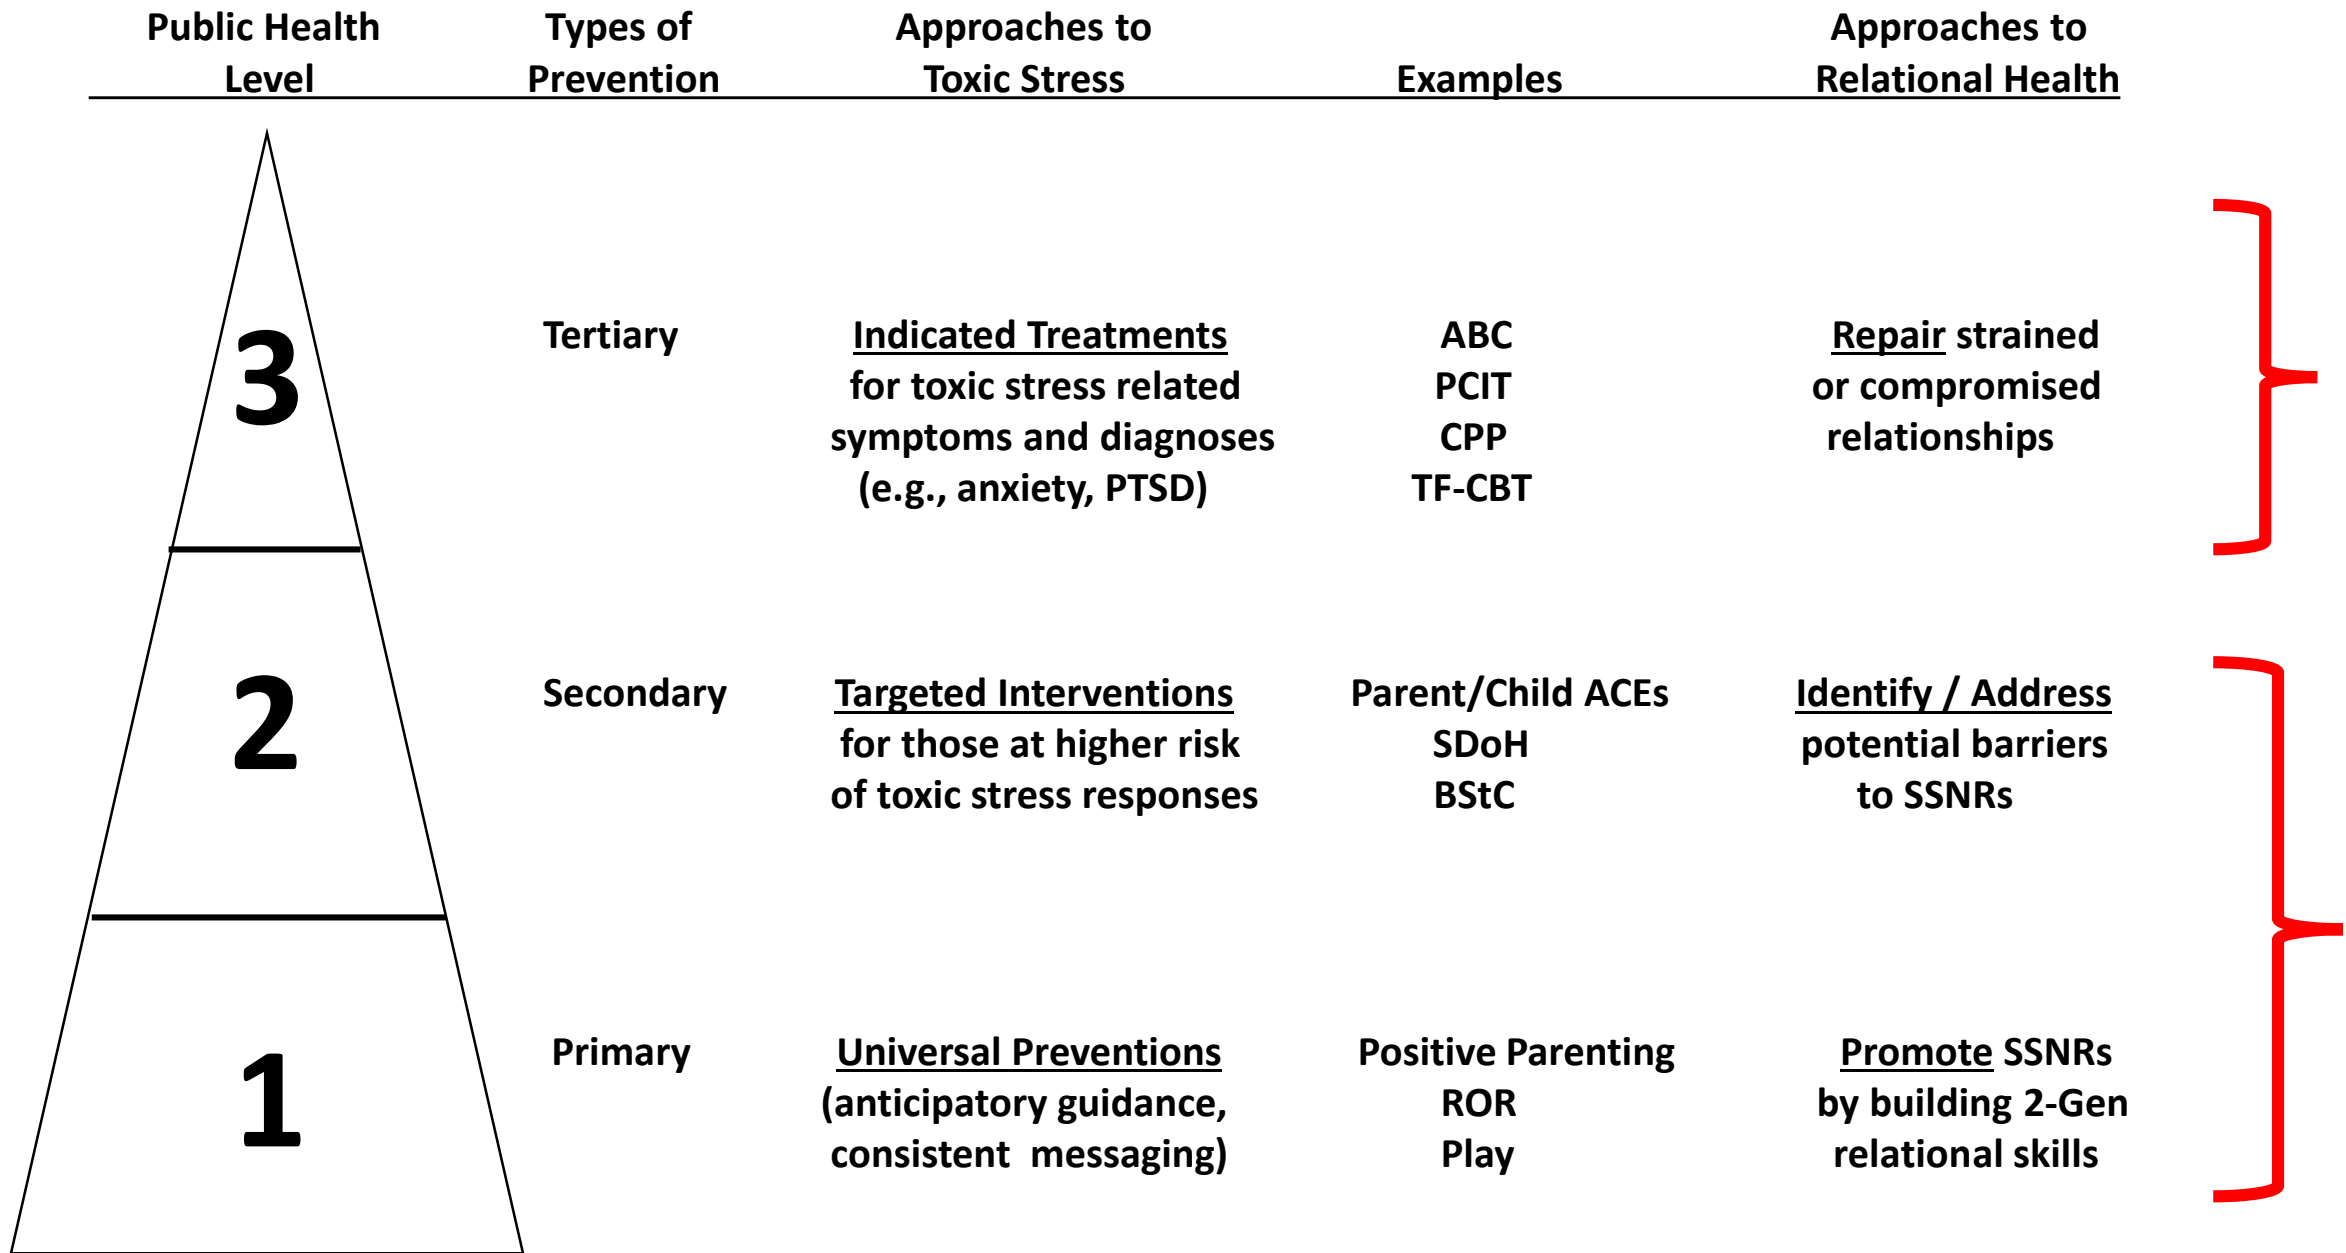 Public Health Types of Approaches to Approaches to
Level Prevention Toxic Stress Examples Relational Health
3 Tertiary Indicated Treatments ABC Repair strained
for toxic stress related PCIT or compromised
symptoms and diagnoses CPP relationships
(e.g., anxiety, PTSD) TF-CBT
2 Secondary Targeted Interventions Parent/Child ACEs Identify / Address
for those at higher risk SDoH potential barriers
of toxic stress responses BStC to SSNRs
1 Primary Universal Preventions Positive Parenting Promote SSNRs
(anticipatory guidance, ROR by building 2-Gen
consistent messaging) Play relational skills